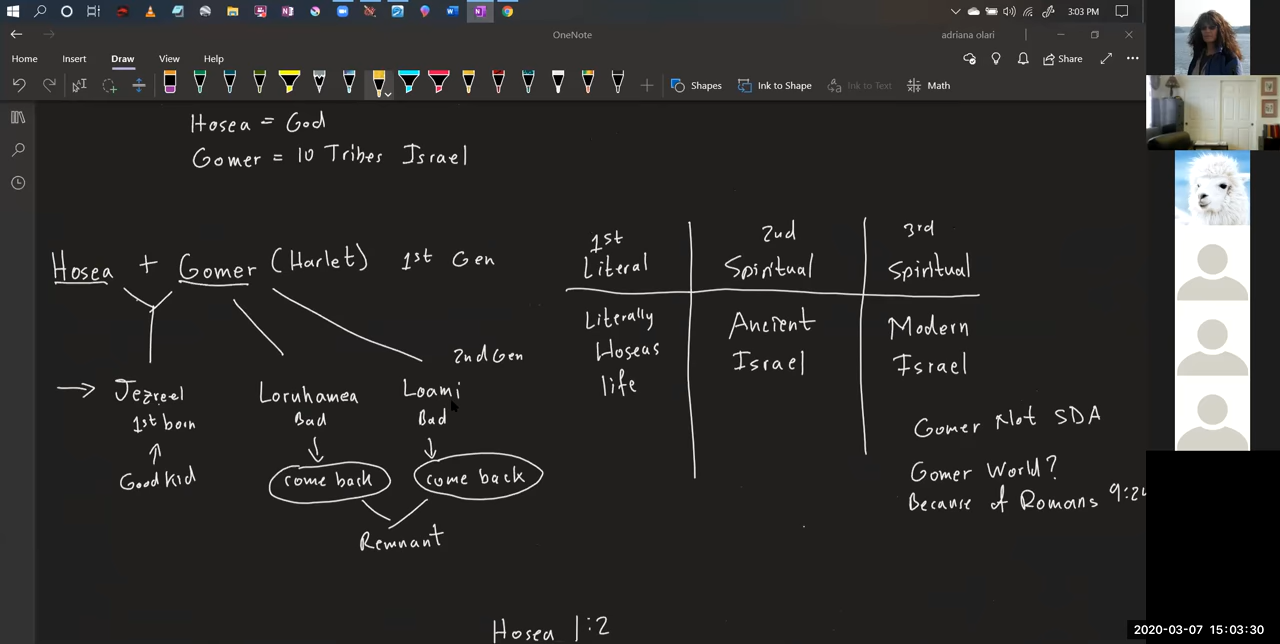 3:03 PM
OneNote
adriana olari
Home Insert Draw View Help
Share
Shapes
Ink to Shape
Ink to Text
Math
Hosea = God
Gomer = 10 Tribes Israel
Hosea + Gomer (Harlet) 1st Gen
2nd Gen
Jezreel
1st born
Good kid
Loruhamea
Bad
come back
Loami
Bad
come back
Remnant
1st
Literal
2nd
Spiritual
3rd
Spiritual
Literally
Hoseas
life
Ancient
Israel
Modern
Israel
Gomer Not SDA
Gomer World?
Because of Romans 9:24
Hosea 1:2
2020-03-07 15:03:30